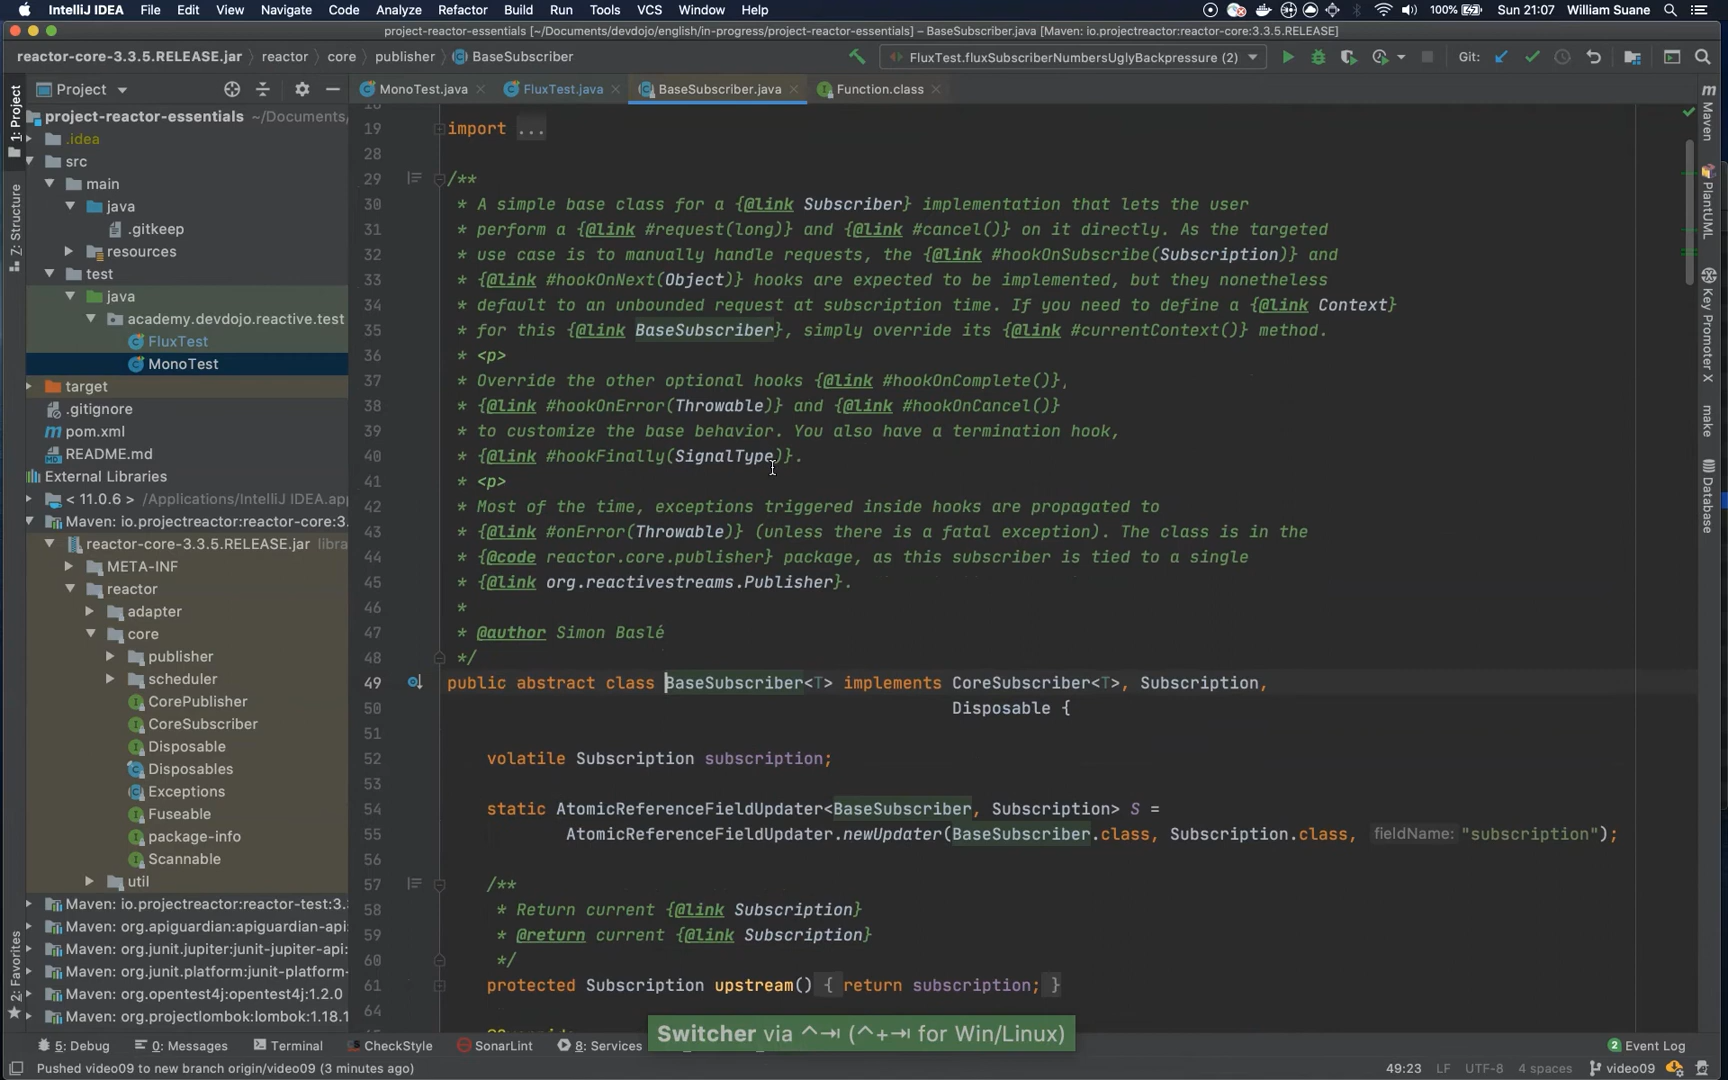 IntelliJ IDEA File Edit View Navigate Code Analyze Refactor Build Run Tools VCS Window Help 100% Sun 21:07 William Suane
project-reactor-essentials [~/Documents/devdojo/english/in-progress/project-reactor-essentials] – BaseSubscriber.java [Maven: io.projectreactor:reactor-core:3.3.5.RELEASE]
reactor-core-3.3.5.RELEASE.jar reactor core publisher BaseSubscriber FluxTest.fluxSubscriberNumbersUglyBackpressure (2) Git:
Project MonoTest.java FluxTest.java BaseSubscriber.java Function.class
1: Project
7: Structure
2: Favorites
project-reactor-essentials ~/Documents/
.idea
src
main
java
.gitkeep
resources
test
java
academy.devdojo.reactive.test
FluxTest
MonoTest
target
.gitignore
pom.xml
README.md
External Libraries
< 11.0.6 > /Applications/IntelliJ IDEA.ap
Maven: io.projectreactor:reactor-core:3.
reactor-core-3.3.5.RELEASE.jar libra
META-INF
reactor
adapter
core
publisher
scheduler
CorePublisher
CoreSubscriber
Disposable
Disposables
Exceptions
Fuseable
package-info
Scannable
util
Maven: io.projectreactor:reactor-test:3.3
Maven: org.apiguardian:apiguardian-api:
Maven: org.junit.jupiter:junit-jupiter-api:
Maven: org.junit.platform:junit-platform-
Maven: org.opentest4j:opentest4j:1.2.0
Maven: org.projectlombok:lombok:1.18.1
19 import ...
28
29 /**
30 * A simple base class for a {@link Subscriber} implementation that lets the user
31 * perform a {@link #request(long)} and {@link #cancel()} on it directly. As the targeted
32 * use case is to manually handle requests, the {@link #hookOnSubscribe(Subscription)} and
33 * {@link #hookOnNext(Object)} hooks are expected to be implemented, but they nonetheless
34 * default to an unbounded request at subscription time. If you need to define a {@link Context}
35 * for this {@link BaseSubscriber}, simply override its {@link #currentContext()} method.
36 * <p>
37 * Override the other optional hooks {@link #hookOnComplete()},
38 * {@link #hookOnError(Throwable)} and {@link #hookOnCancel()}
39 * to customize the base behavior. You also have a termination hook,
40 * {@link #hookFinally(SignalType)}.
41 * <p>
42 * Most of the time, exceptions triggered inside hooks are propagated to
43 * {@link #onError(Throwable)} (unless there is a fatal exception). The class is in the
44 * {@code reactor.core.publisher} package, as this subscriber is tied to a single
45 * {@link org.reactivestreams.Publisher}.
46 *
47 * @author Simon Baslé
48 */
49 public abstract class BaseSubscriber<T> implements CoreSubscriber<T>, Subscription,
50 Disposable {
51
52 volatile Subscription subscription;
53
54 static AtomicReferenceFieldUpdater<BaseSubscriber, Subscription> S =
55 AtomicReferenceFieldUpdater.newUpdater(BaseSubscriber.class, Subscription.class, fieldName: "subscription");
56
57 /**
58 * Return current {@link Subscription}
59 * @return current {@link Subscription}
60 */
61 protected Subscription upstream() { return subscription; }
64
Maven
PlantUML
Key Promoter X
make
Database
Switcher via ^⇥ (^+⇥ for Win/Linux)
5: Debug 0: Messages Terminal CheckStyle SonarLint 8: Services 2 Event Log
Pushed video09 to new branch origin/video09 (3 minutes ago) 49:23 LF UTF-8 4 spaces video09